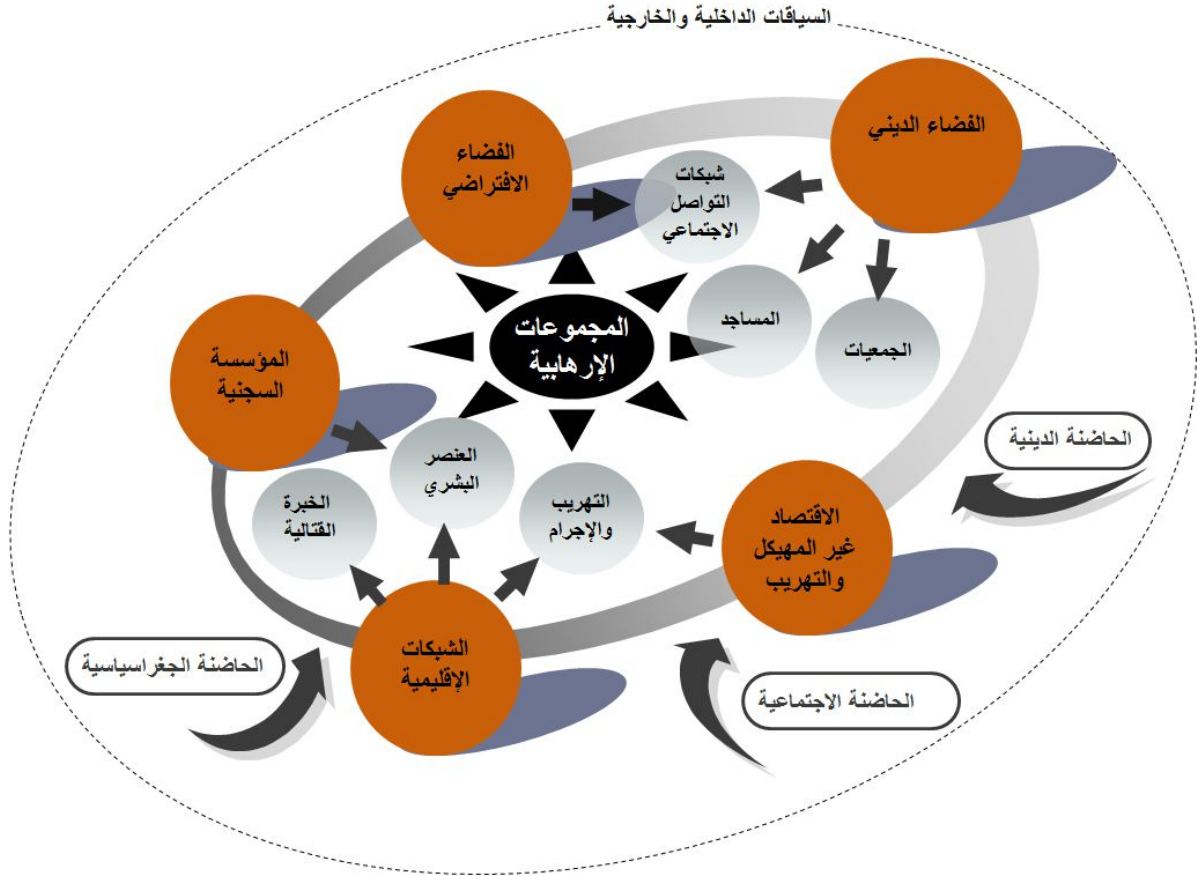 السياقات الداخلية والخارجية
الفضاء الديني
الفضاء
الافتراضي
شبكات
التواصل
الاجتماعي
المساجد
الجمعيات
المجموعات
الإرهابية
المؤسسة
السجنية
العنصر
البشري
الخبرة
القتالية
التهريب
والإجرام
الاقتصاد
غير المهيكل
والتهريب
الحاضنة الدينية
الشبكات
الإقليمية
الحاضنة الجغراسياسية
الحاضنة الاجتماعية